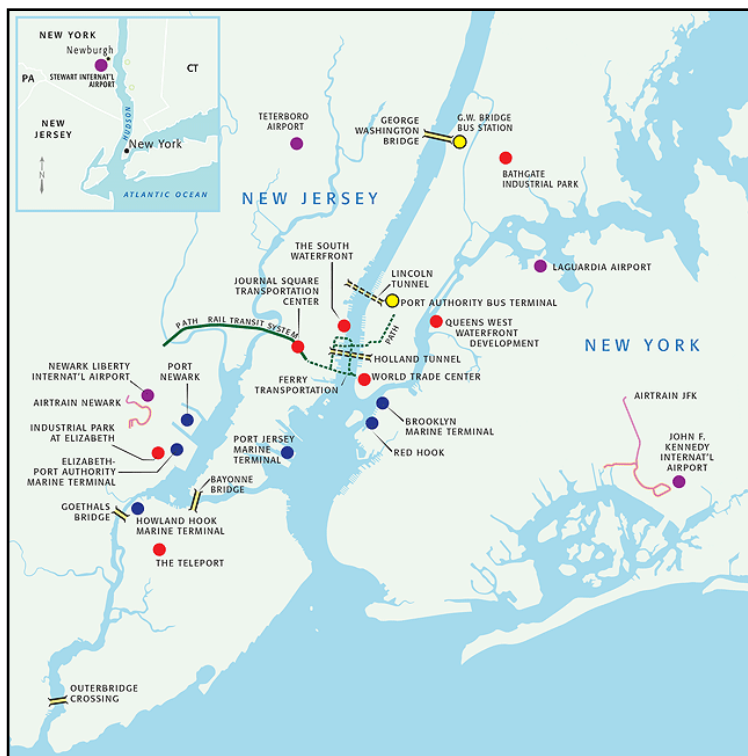 NEW YORK
Newburgh
STEWART INTERNAT'L
AIRPORT
PA
CT
NEW
JERSEY
HUDSON
New York
N
ATLANTIC OCEAN
TETERBORO
AIRPORT
GEORGE
WASHINGTON
BRIDGE
G.W. BRIDGE
BUS STATION
BATHGATE
INDUSTRIAL PARK
NEW JERSEY
THE SOUTH
WATERFRONT
LINCOLN
TUNNEL
LAGUARDIA AIRPORT
JOURNAL SQUARE
TRANSPORTATION
CENTER
PORT AUTHORITY BUS TERMINAL
PATH RAIL TRANSIT SYSTEM
PATH
QUEENS WEST
WATERFRONT
DEVELOPMENT
NEW YORK
HOLLAND TUNNEL
NEWARK LIBERTY
INTERNAT'L AIRPORT
PORT
NEWARK
FERRY
TRANSPORTATION
WORLD TRADE CENTER
AIRTRAIN NEWARK
AIRTRAIN JFK
INDUSTRIAL PARK
AT ELIZABETH
BROOKLYN
MARINE TERMINAL
PORT JERSEY
MARINE
TERMINAL
RED HOOK
JOHN F.
KENNEDY
INTERNAT'L
AIRPORT
ELIZABETH-
PORT AUTHORITY
MARINE TERMINAL
BAYONNE
BRIDGE
GOETHALS
BRIDGE
HOWLAND HOOK
MARINE TERMINAL
THE TELEPORT
OUTERBRIDGE
CROSSING